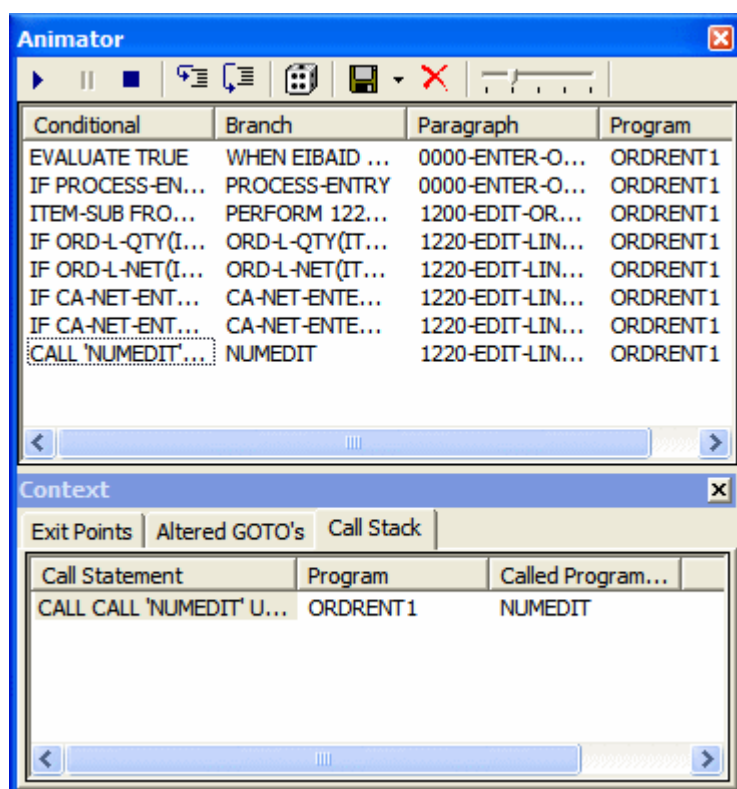 Animator
Conditional Branch Paragraph Program
EVALUATE TRUE WHEN EIBAID ... 0000-ENTER-O... ORDRENT1
IF PROCESS-EN... PROCESS-ENTRY 0000-ENTER-O... ORDRENT1
ITEM-SUB FRO... PERFORM 122... 1200-EDIT-OR... ORDRENT1
IF ORD-L-QTY(I... ORD-L-QTY(IT... 1220-EDIT-LIN... ORDRENT1
IF ORD-L-NET(I... ORD-L-NET(IT... 1220-EDIT-LIN... ORDRENT1
IF CA-NET-ENT... CA-NET-ENTE... 1220-EDIT-LIN... ORDRENT1
IF CA-NET-ENT... CA-NET-ENTE... 1220-EDIT-LIN... ORDRENT1
CALL 'NUMEDIT'... NUMEDIT 1220-EDIT-LIN... ORDRENT1
Context
Exit Points Altered GOTO's Call Stack
Call Statement Program Called Program...
CALL CALL 'NUMEDIT' U... ORDRENT1 NUMEDIT